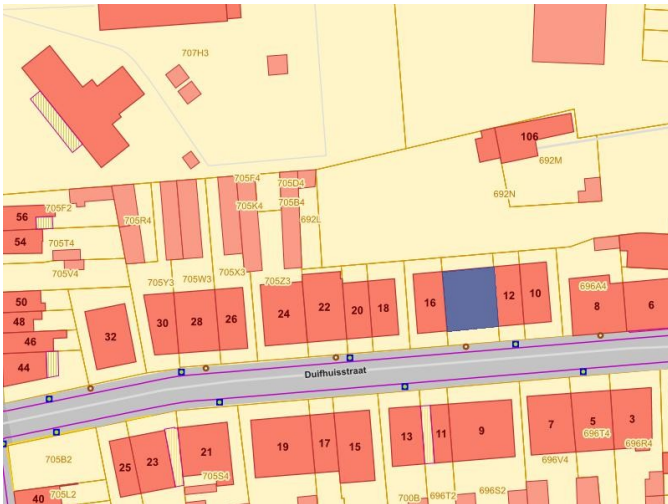 707H3
106
692M
692N
705F4
705D4
705K4
705B4
692L
56
705F2
54
705R4
705T4
705V4
705Y3
705W3
705X3
705Z3
696A4
50
48
46
44
32
30
28
26
24
22
20
18
16
12
10
8
6
Duifhuisstraat
25
23
21
19
17
15
13
11
9
7
5
3
705B2
705S4
696T4
696R4
696V4
40
705L2
700B
696T2
696S2